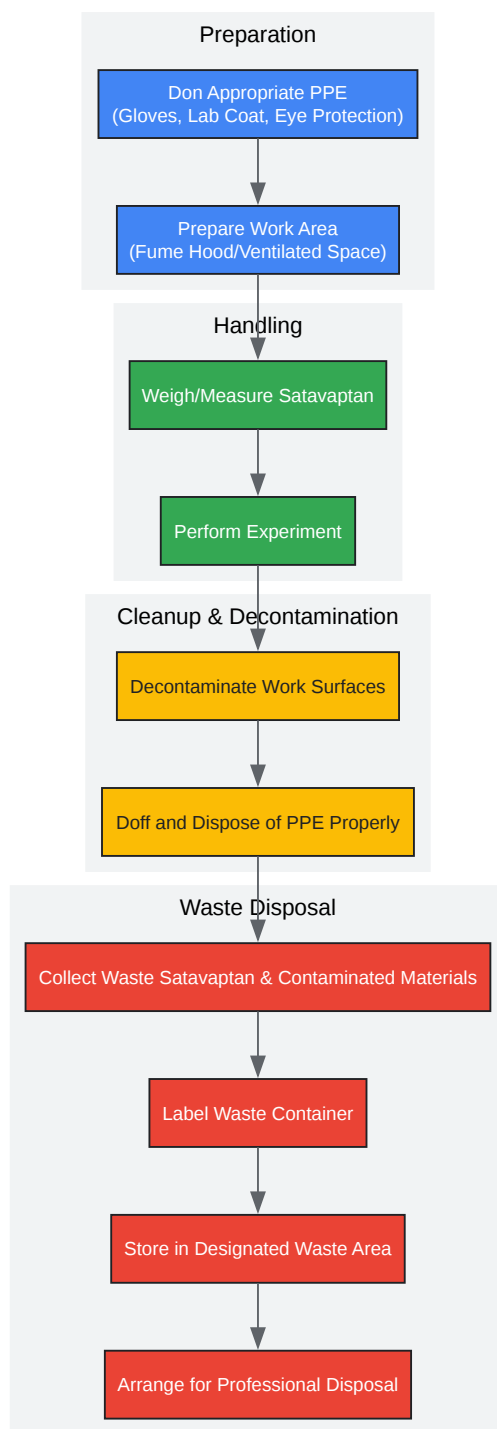 Preparation
Don Appropriate PPE
(Gloves, Lab Coat, Eye Protection)
Prepare Work Area
(Fume Hood/Ventilated Space)
Handling
Weigh/Measure Satavaptan
Perform Experiment
Cleanup & Decontamination
Decontaminate Work Surfaces
Doff and Dispose of PPE Properly
Waste Disposal
Collect Waste Satavaptan & Contaminated Materials
Label Waste Container
Store in Designated Waste Area
Arrange for Professional Disposal